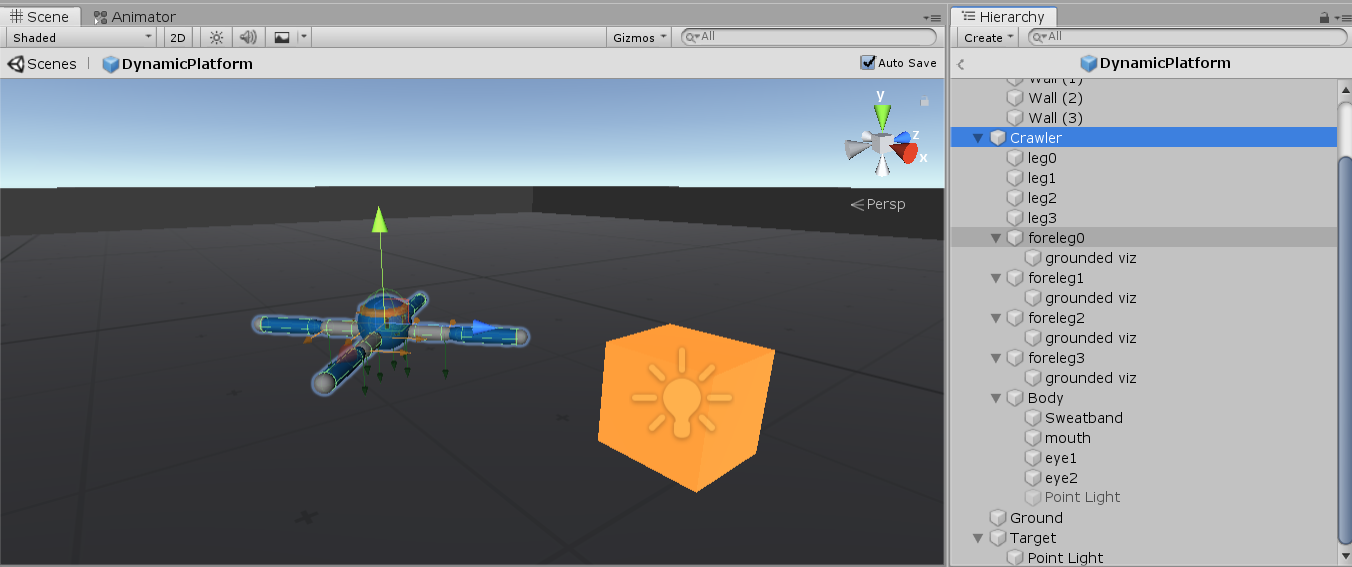 Scene Animator
Shaded 2D Gizmos All
Scenes DynamicPlatform Auto Save
y
z
x
Persp
Hierarchy
Create All
DynamicPlatform
Wall (1)
Wall (2)
Wall (3)
Crawler
leg0
leg1
leg2
leg3
foreleg0
grounded viz
foreleg1
grounded viz
foreleg2
grounded viz
foreleg3
grounded viz
Body
Sweatband
mouth
eye1
eye2
Point Light
Ground
Target
Point Light